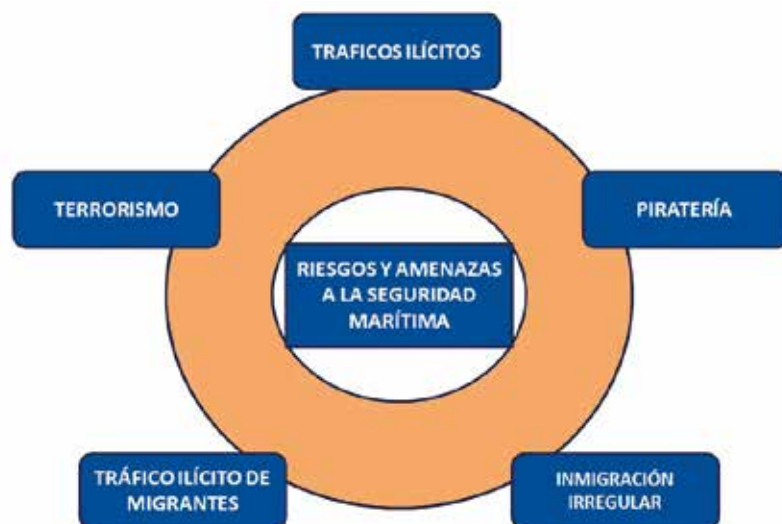 TRAFICOS ILÍCITOS
TERRORISMO
PIRATERÍA
RIESGOS Y AMENAZAS
A LA SEGURIDAD
MARÍTIMA
TRÁFICO ILÍCITO DE
MIGRANTES
INMIGRACIÓN
IRREGULAR